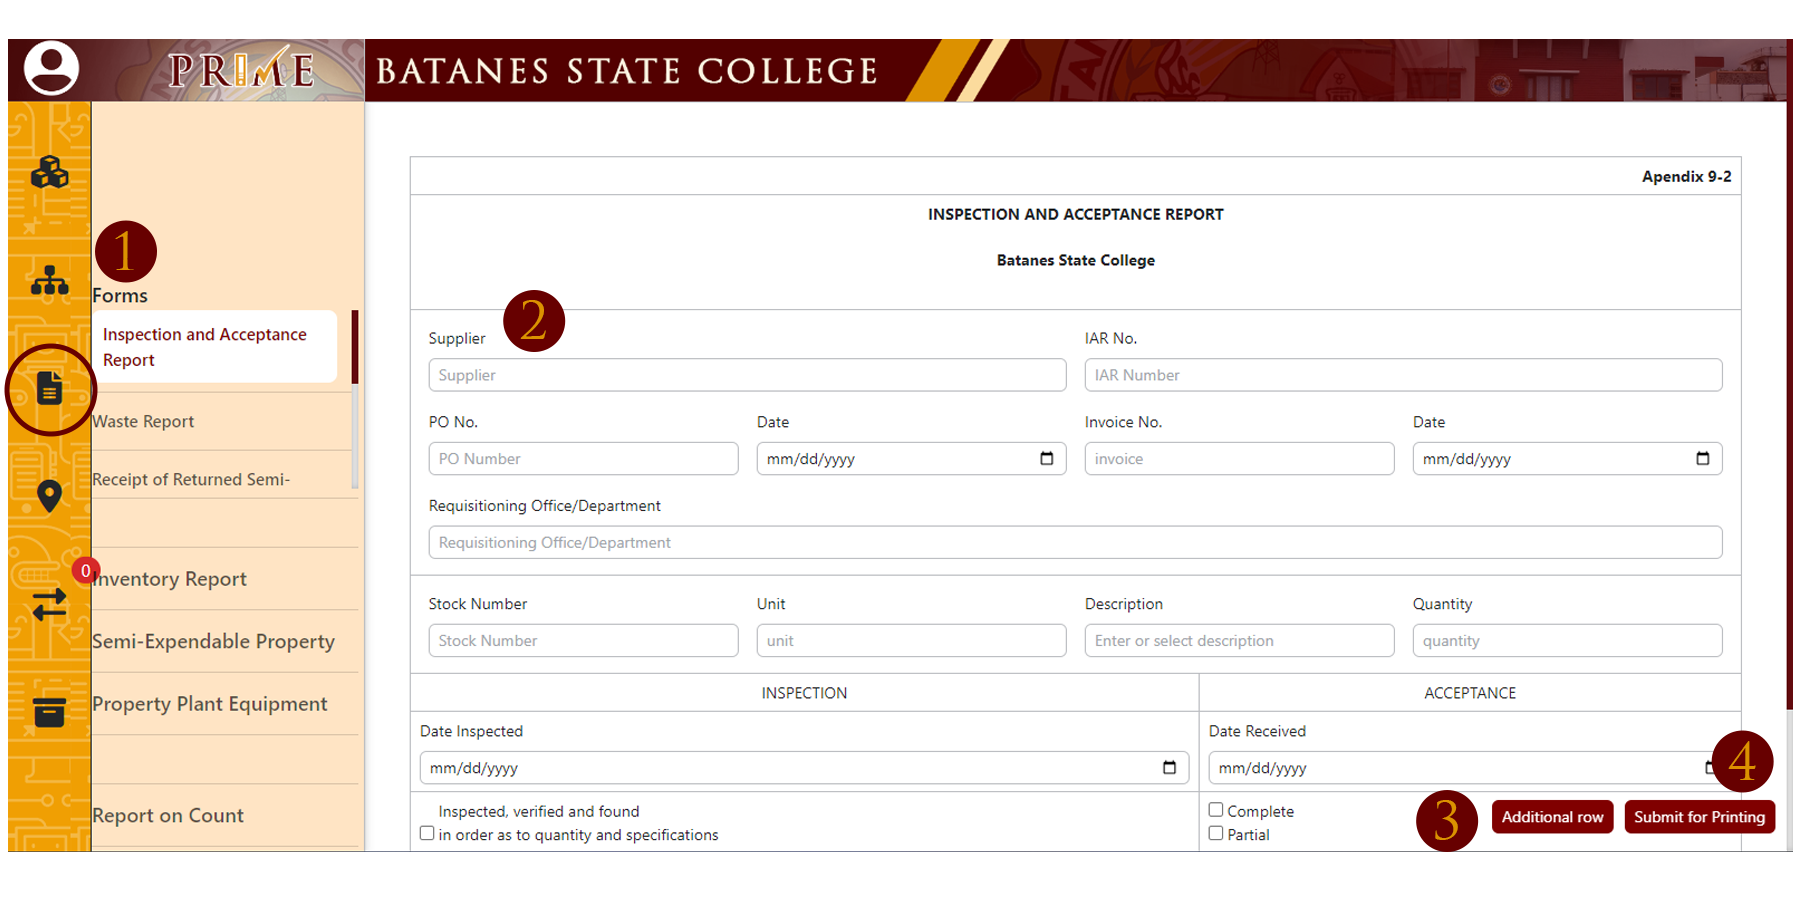 PRIME
BATANES STATE COLLEGE
1
Forms
Inspection and Acceptance
Report
Waste Report
Receipt of Returned Semi-
0
Inventory Report
Semi-Expendable Property
Property Plant Equipment
Report on Count
Apendix 9-2
INSPECTION AND ACCEPTANCE REPORT
Batanes State College
2
Supplier IAR No.
Supplier IAR Number
PO No. Date Invoice No. Date
PO Number mm/dd/yyyy invoice mm/dd/yyyy
Requisitioning Office/Department
Requisitioning Office/Department
Stock Number Unit Description Quantity
Stock Number unit Enter or select description quantity
INSPECTION ACCEPTANCE
Date Inspected Date Received
mm/dd/yyyy mm/dd/yyyy
4
Inspected, verified and found Complete
in order as to quantity and specifications Partial
3
Additional row Submit for Printing